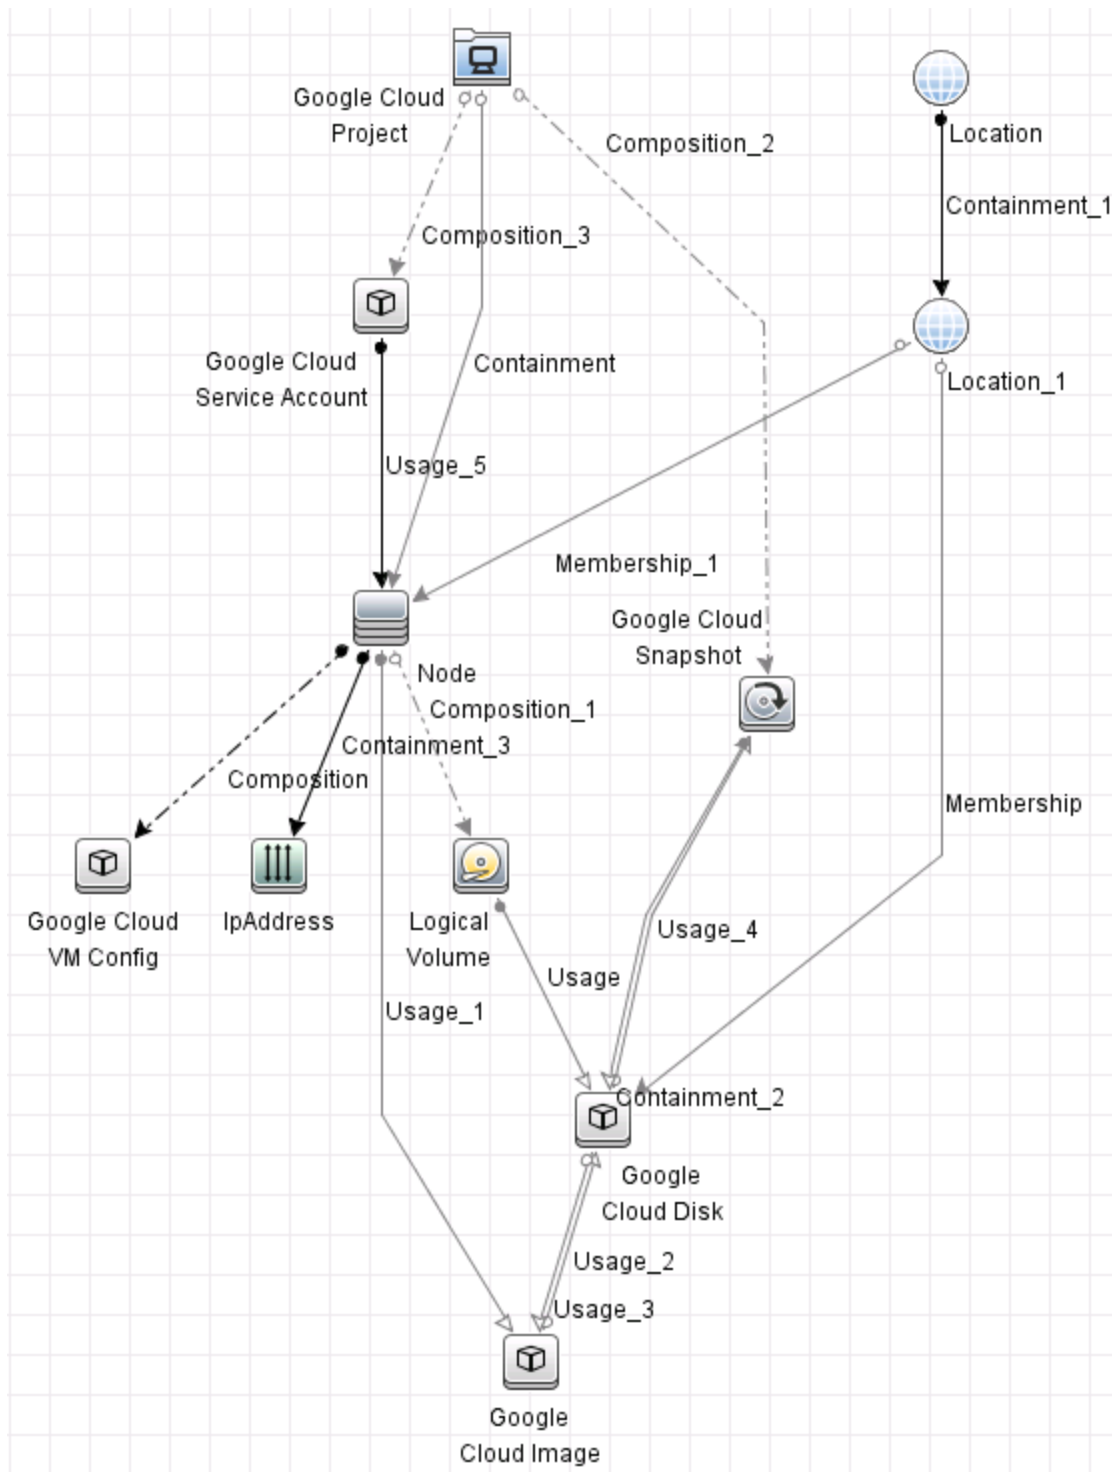 Google Cloud
Project
Composition_2
Location
Containment_1
Composition_3
Google Cloud
Service Account
Containment
Location_1
Usage_5
Membership_1
Google Cloud
Snapshot
Node
Composition_1
Containment_3
Composition
Membership
Google Cloud
VM Config
IpAddress
Logical
Volume
Usage_4
Usage
Usage_1
Containment_2
Google
Cloud Disk
Usage_2
Usage_3
Google
Cloud Image